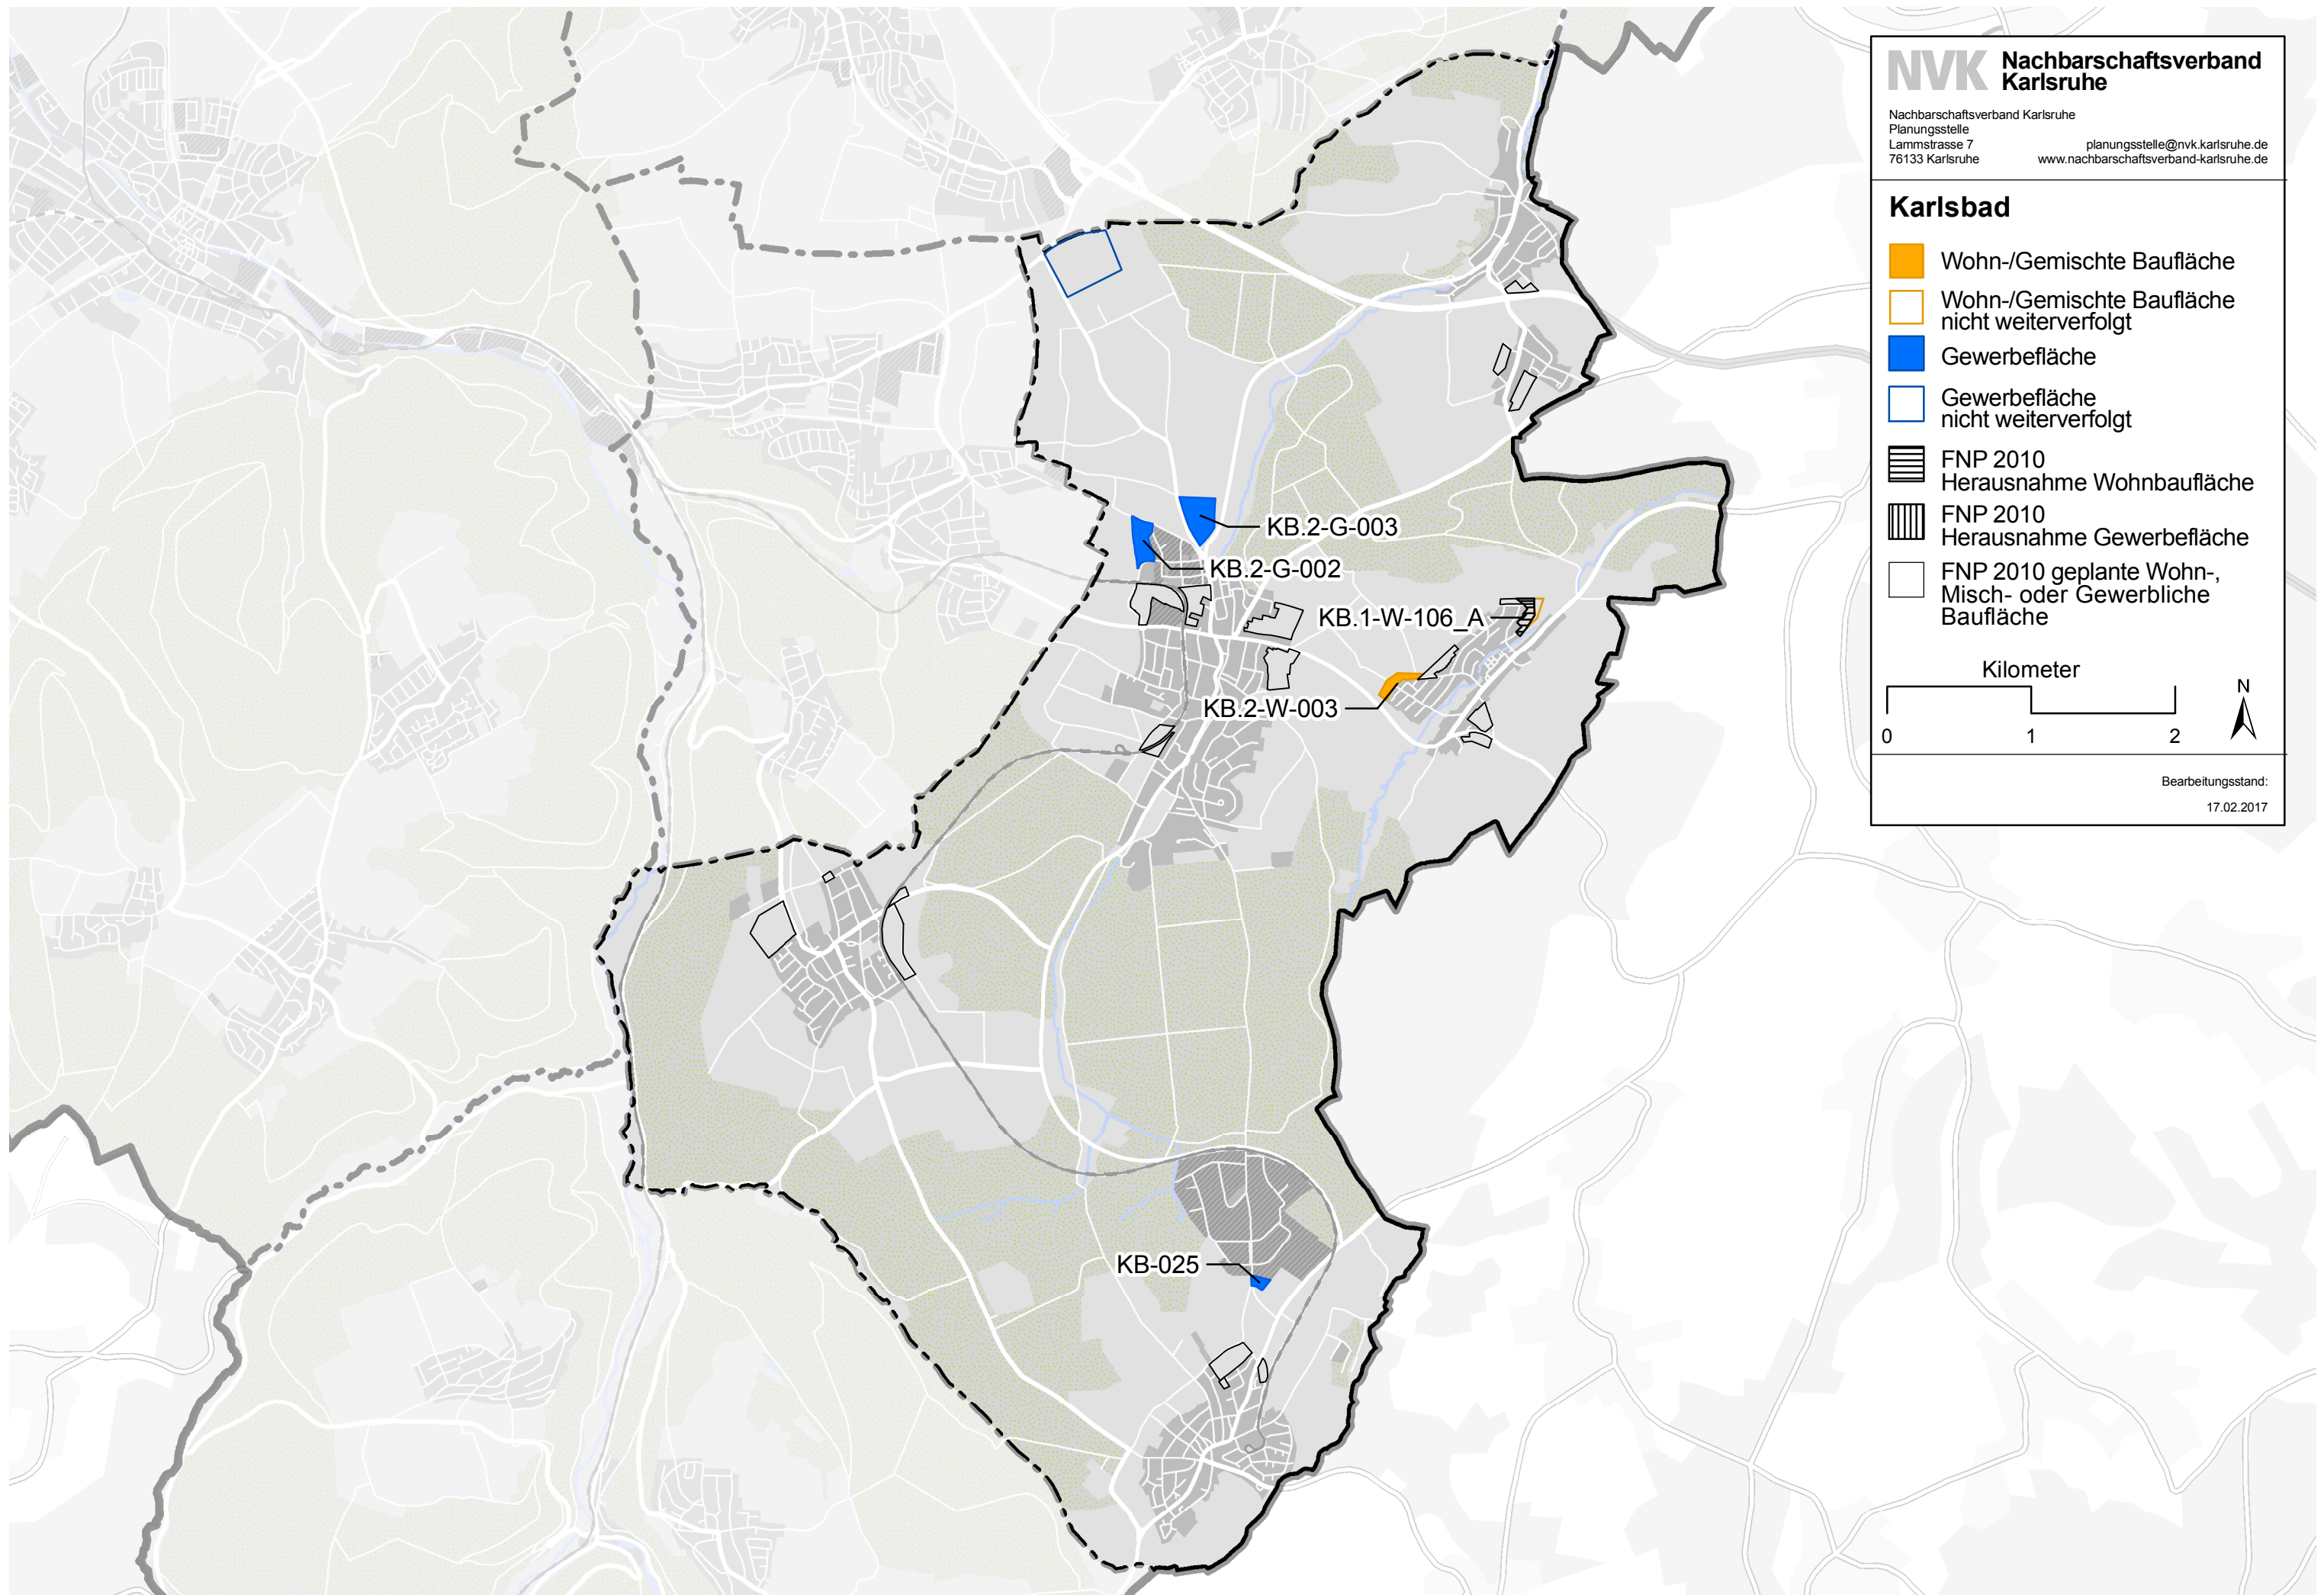 NVK Nachbarschaftsverband
Karlsruhe
Nachbarschaftsverband Karlsruhe
Planungsstelle
Lammstrasse 7 planungsstelle@nvk.karlsruhe.de
76133 Karlsruhe www.nachbarschaftsverband-karlsruhe.de
Karlsbad
Wohn-/Gemischte Baufläche
Wohn-/Gemischte Baufläche
nicht weiterverfolgt
Gewerbefläche
Gewerbefläche
nicht weiterverfolgt
FNP 2010
Herausnahme Wohnbaufläche
FNP 2010
Herausnahme Gewerbefläche
FNP 2010 geplante Wohn-,
Misch- oder Gewerbliche
Baufläche
Kilometer
N
0 1 2
Bearbeitungsstand:
17.02.2017
KB.2-G-003
KB.2-G-002
KB.1-W-106_A
KB.2-W-003
KB-025